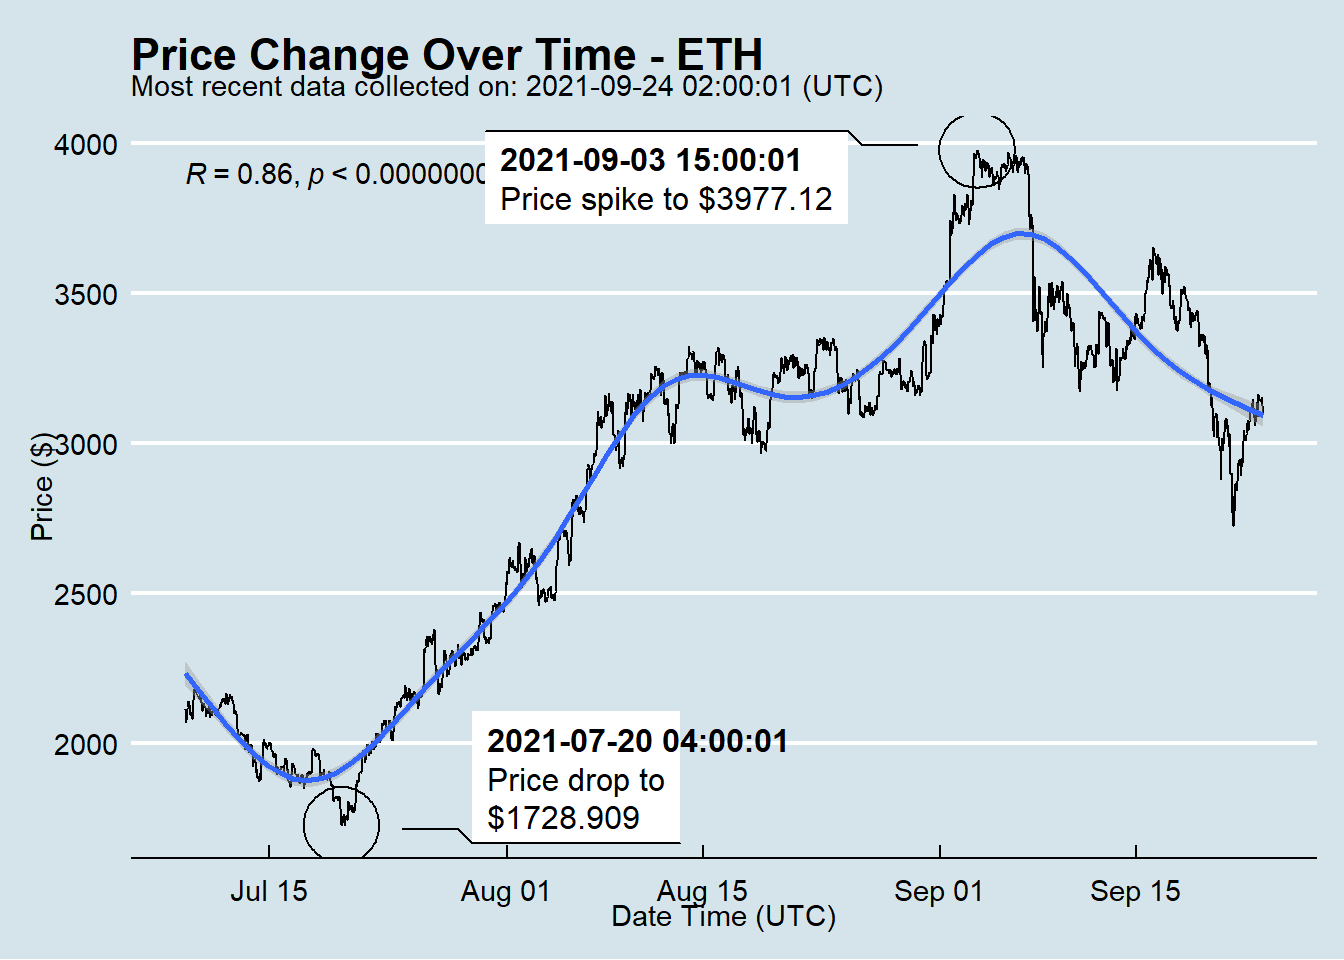 Price Change Over Time - ETH
Most recent data collected on: 2021-09-24 02:00:01 (UTC)
R = 0.86, p < 0.0000000
2021-09-03 15:00:01
Price spike to $3977.12
4000
3500
3000
2500
2000
Price ($)
2021-07-20 04:00:01
Price drop to
$1728.909
Jul 15 Aug 01 Aug 15 Sep 01 Sep 15
Date Time (UTC)